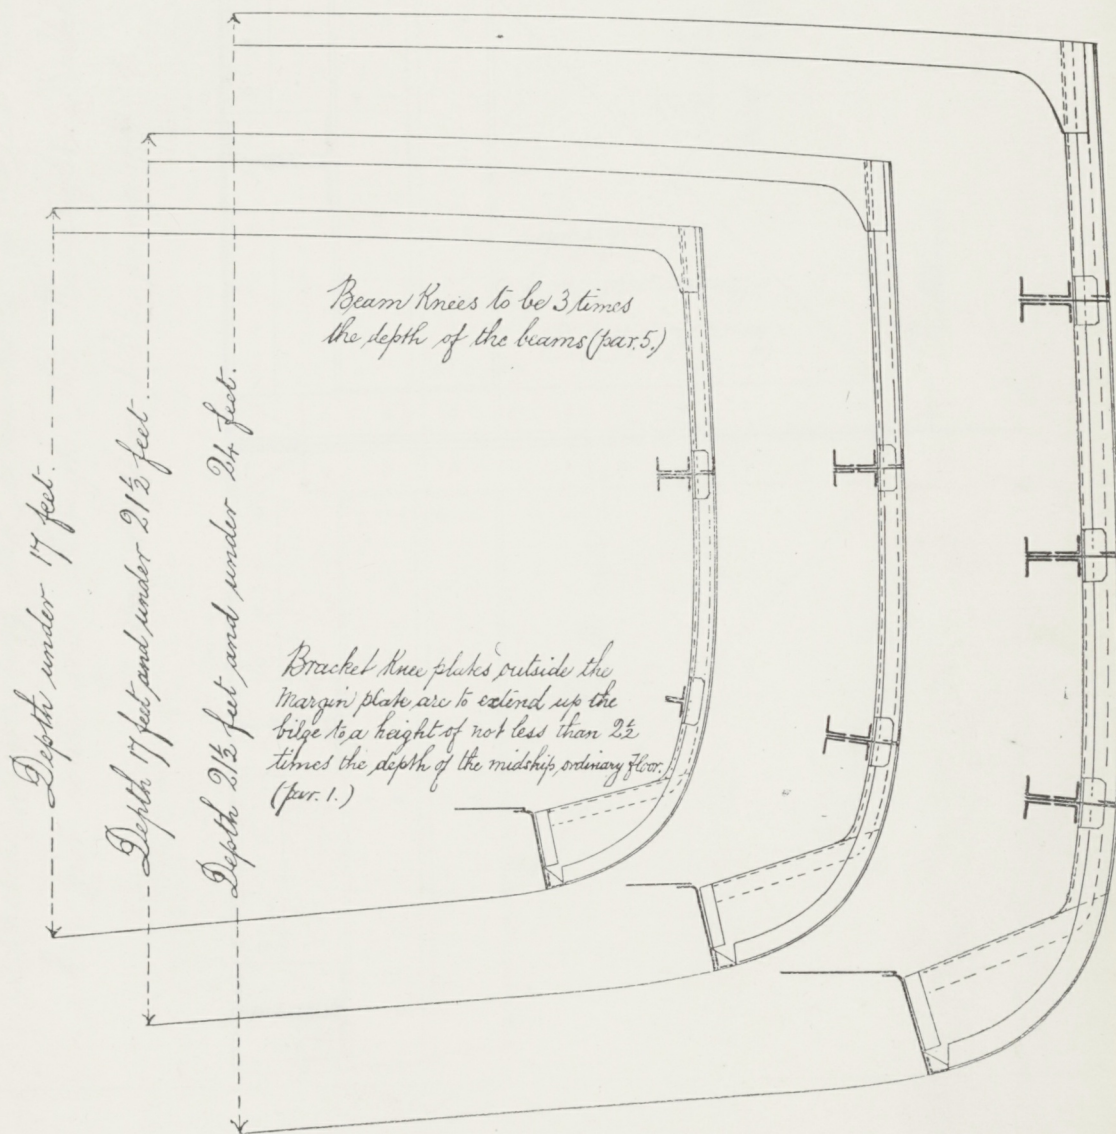 Depth under 17 feet.
Depth 17 feet and under 21½ feet.
Depth 21½ feet and under 24 feet.
Beam Knees to be 3 times
the depth of the beams (par. 5.)
Bracket Knee plates outside the
Margin plate are to extend up the
bilge to a height of not less than 2½
times the depth of the midship, ordinary floor.
(par. 1.)